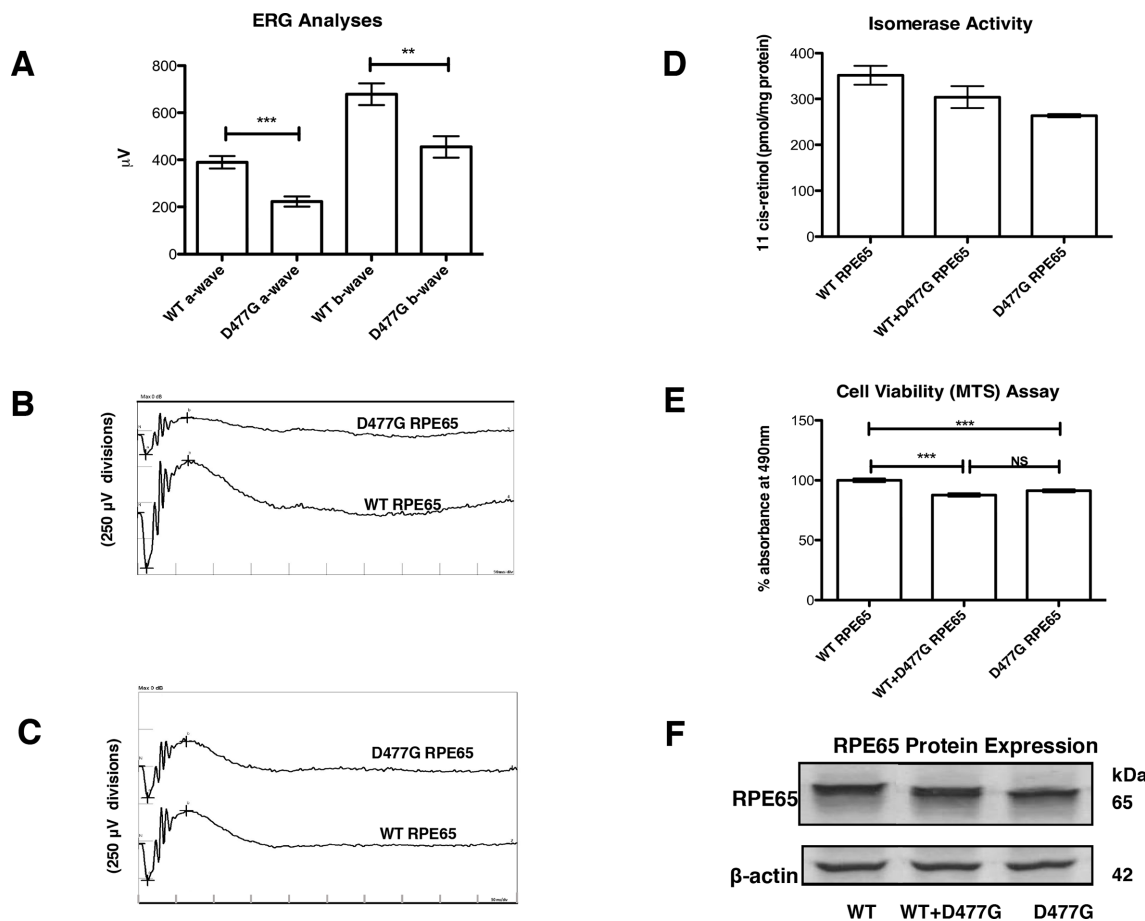 ERG Analyses
A
800
600
400
200
0
μV
***
**
WT a-wave
D477G a-wave
WT b-wave
D477G b-wave
B
Max 0 dB
(250 μV divisions)
D477G RPE65
WT RPE65
C
Max 0 dB
(250 μV divisions)
D477G RPE65
WT RPE65
D
Isomerase Activity
11 cis-retinol (pmol/mg protein)
400
300
200
100
0
WT RPE65
WT+D477G RPE65
D477G RPE65
E
Cell Viability (MTS) Assay
% absorbance at 490nm
150
100
50
0
***
***
NS
WT RPE65
WT+D477G RPE65
D477G RPE65
F
RPE65 Protein Expression
kDa
RPE65
65
β-actin
42
WT WT+D477G D477G